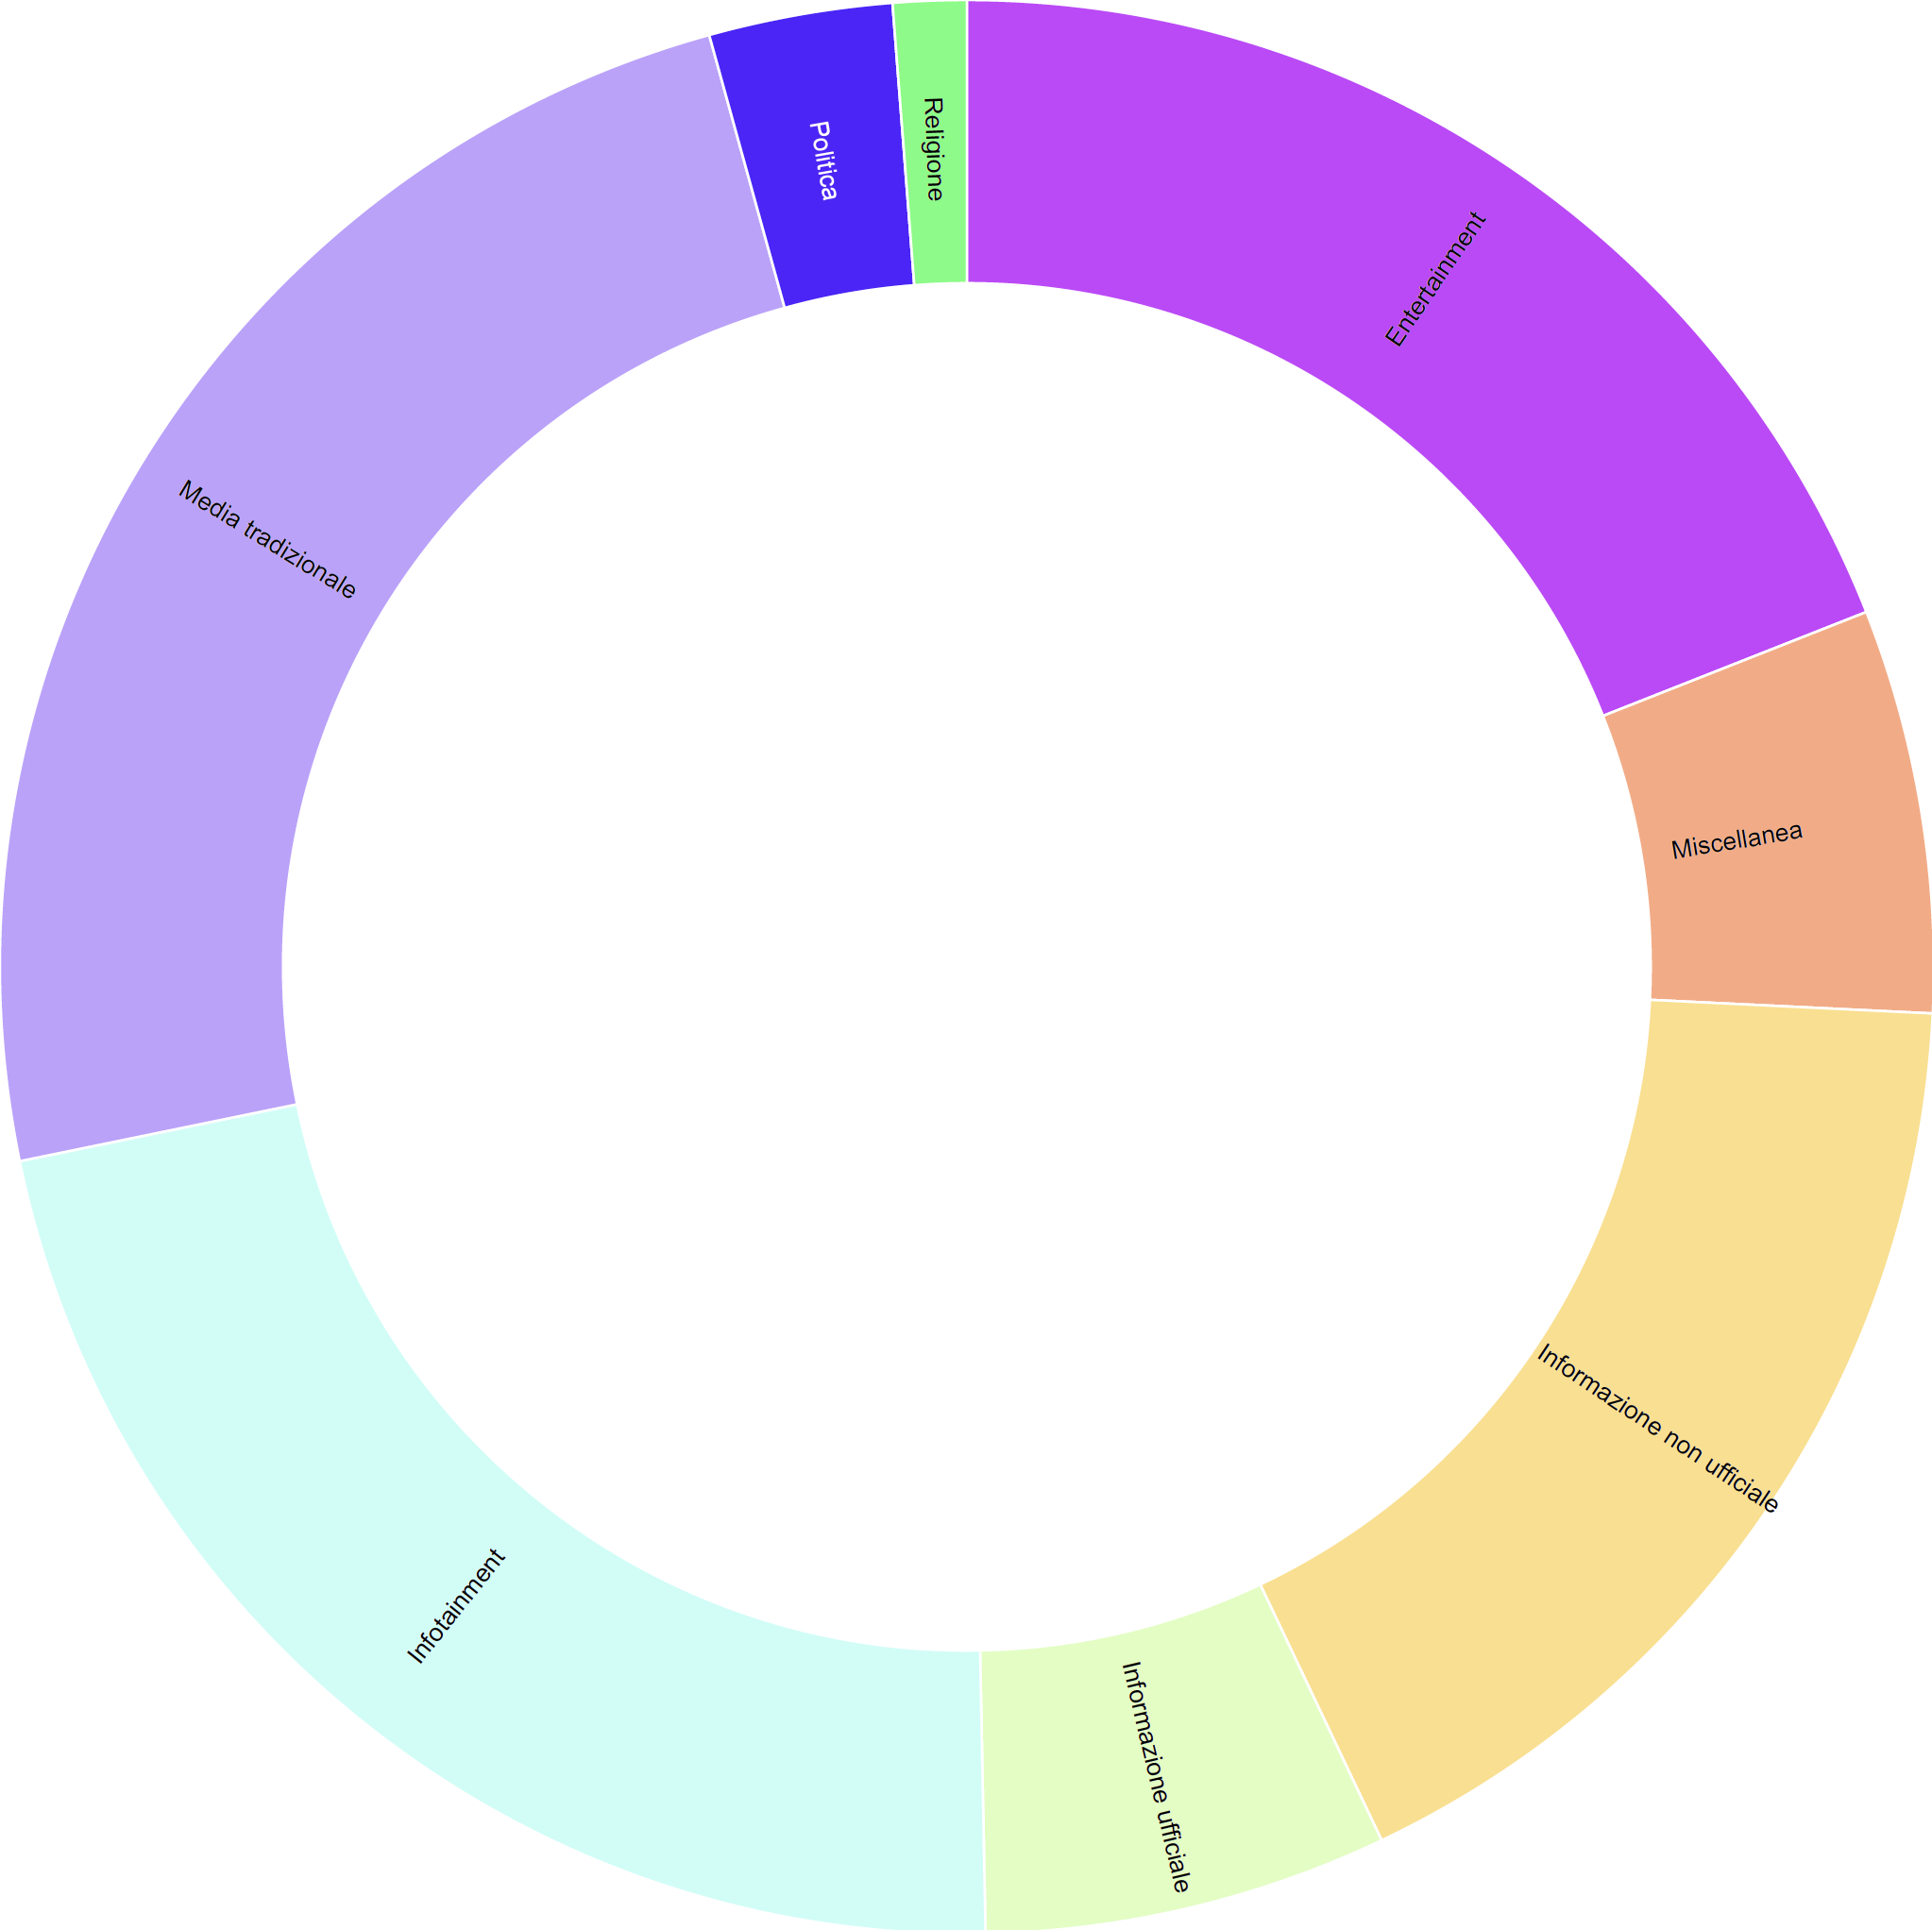 Religione
Politica
Entertainment
Media tradizionale
Miscellanea
Informazione non ufficiale
Infotainment
Informazione ufficiale